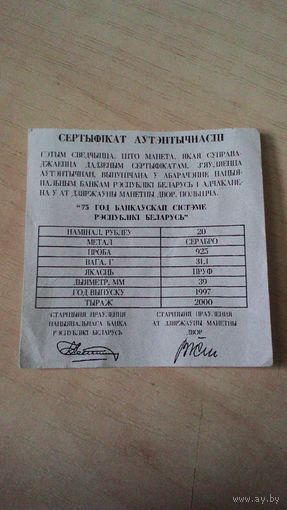 СЕРТЫФІКАТ АЎТЭНТЫЧНАСЦІ
ГЭТЫМ СВЕДЧЫЦЦА, ШТО МАНЕТА, ЯКАЯ СУПРАВА-
ДЖАЕЦЦА ДАДЗЕНЫМ СЕРТЫФІКАТАМ, З'ЯЎЛЯЕЦЦА
АЎТЭНТЫЧНАЙ, ВЫПУШЧАНА У АБАРАЧЭННЕ НАЦЫЯ-
НАЛЬНЫМ БАНКАМ РЭСПУБЛІКІ БЕЛАРУСЬ І АДЧАКАНЕ-
НА У АТ ДЗЯРЖАЎНЫ МАНЕТНЫ ДВОР, ПОЛЬШЧА.
"75 ГОД БАНКАЎСКАЙ СІСТЭМЕ
РЭСПУБЛІКІ БЕЛАРУСЬ"
НАМІНАЛ, РУБЛЁЎ 20
МЕТАЛ СЕРАБРО
ПРОБА 925
ВАГА, Г 31,1
ЯКАСЦЬ ПРУФ
ДЫЯМЕТР, ММ 39
ГОД ВЫПУСКУ 1997
ТЫРАЖ 2000
СТАРШЫНЯ ПРАЎЛЕННЯ СТАРШЫНЯ ПРАЎЛЕННЯ
НАЦЫЯНАЛЬНАГА БАНКА АТ ДЗЯРЖАЎНЫ МАНЕТНЫ
РЭСПУБЛІКІ БЕЛАРУСЬ ДВОР
www.ay.by